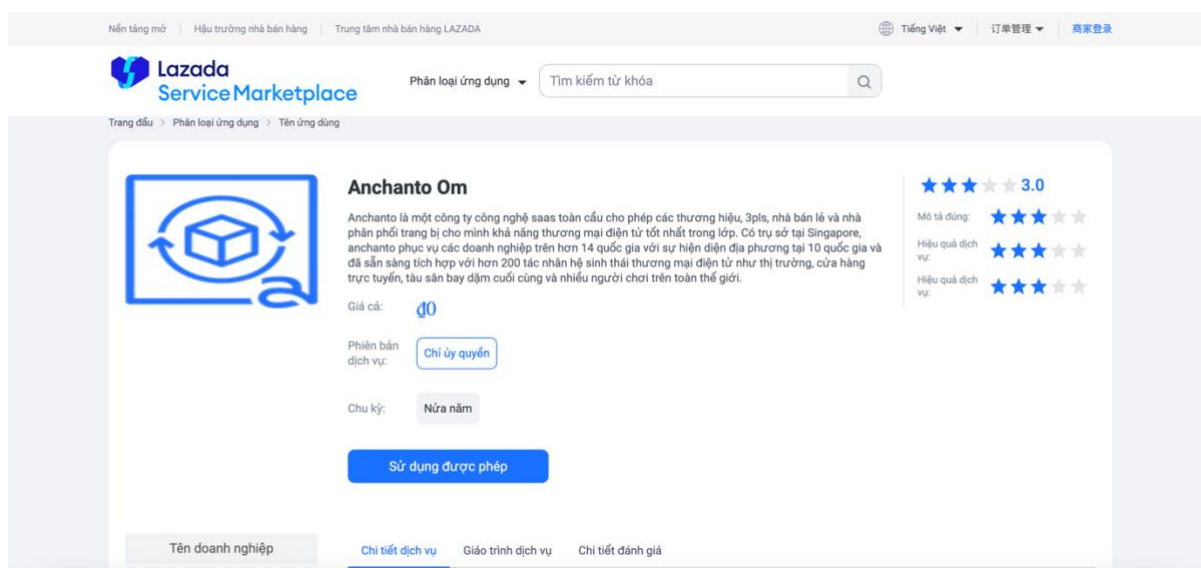 Nền tảng mở | Hậu trường nhà bán hàng | Trung tâm nhà bán hàng LAZADA
Tiếng Việt
订单管理
商家登录
Lazada
Service Marketplace
Phân loại ứng dụng
Tìm kiếm từ khóa
Trang đầu > Phân loại ứng dụng > Tên ứng dùng
Anchanto Om
Anchanto là một công ty công nghệ saas toàn cầu cho phép các thương hiệu, 3pls, nhà bán lẻ và nhà
phân phối trang bị cho mình khả năng thương mại điện tử tốt nhất trong lớp. Có trụ sở tại Singapore,
anchanto phục vụ các doanh nghiệp trên hơn 14 quốc gia với sự hiện diện địa phương tại 10 quốc gia và
đã sẵn sàng tích hợp với hơn 200 tác nhân hệ sinh thái thương mại điện tử như thị trường, cửa hàng
trực tuyến, tàu sân bay dặm cuối cùng và nhiều người chơi trên toàn thế giới.
Giá cả:
₫0
Phiên bản
dịch vụ:
Chỉ ủy quyền
Chu kỳ:
Nửa năm
Sử dụng được phép
3.0
Mô tả đúng:
Hiệu quả dịch
vụ:
Hiệu quả dịch
vụ:
Tên doanh nghiệp
Chi tiết dịch vụ
Giáo trình dịch vụ
Chi tiết đánh giá